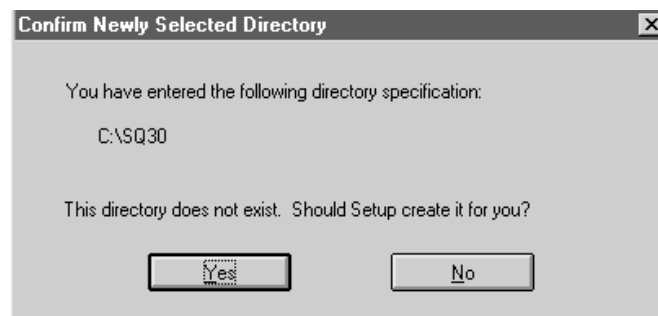 Confirm Newly Selected Directory
You have entered the following directory specification:
C:\SQ30
This directory does not exist.  Should Setup create it for you?
Yes
No